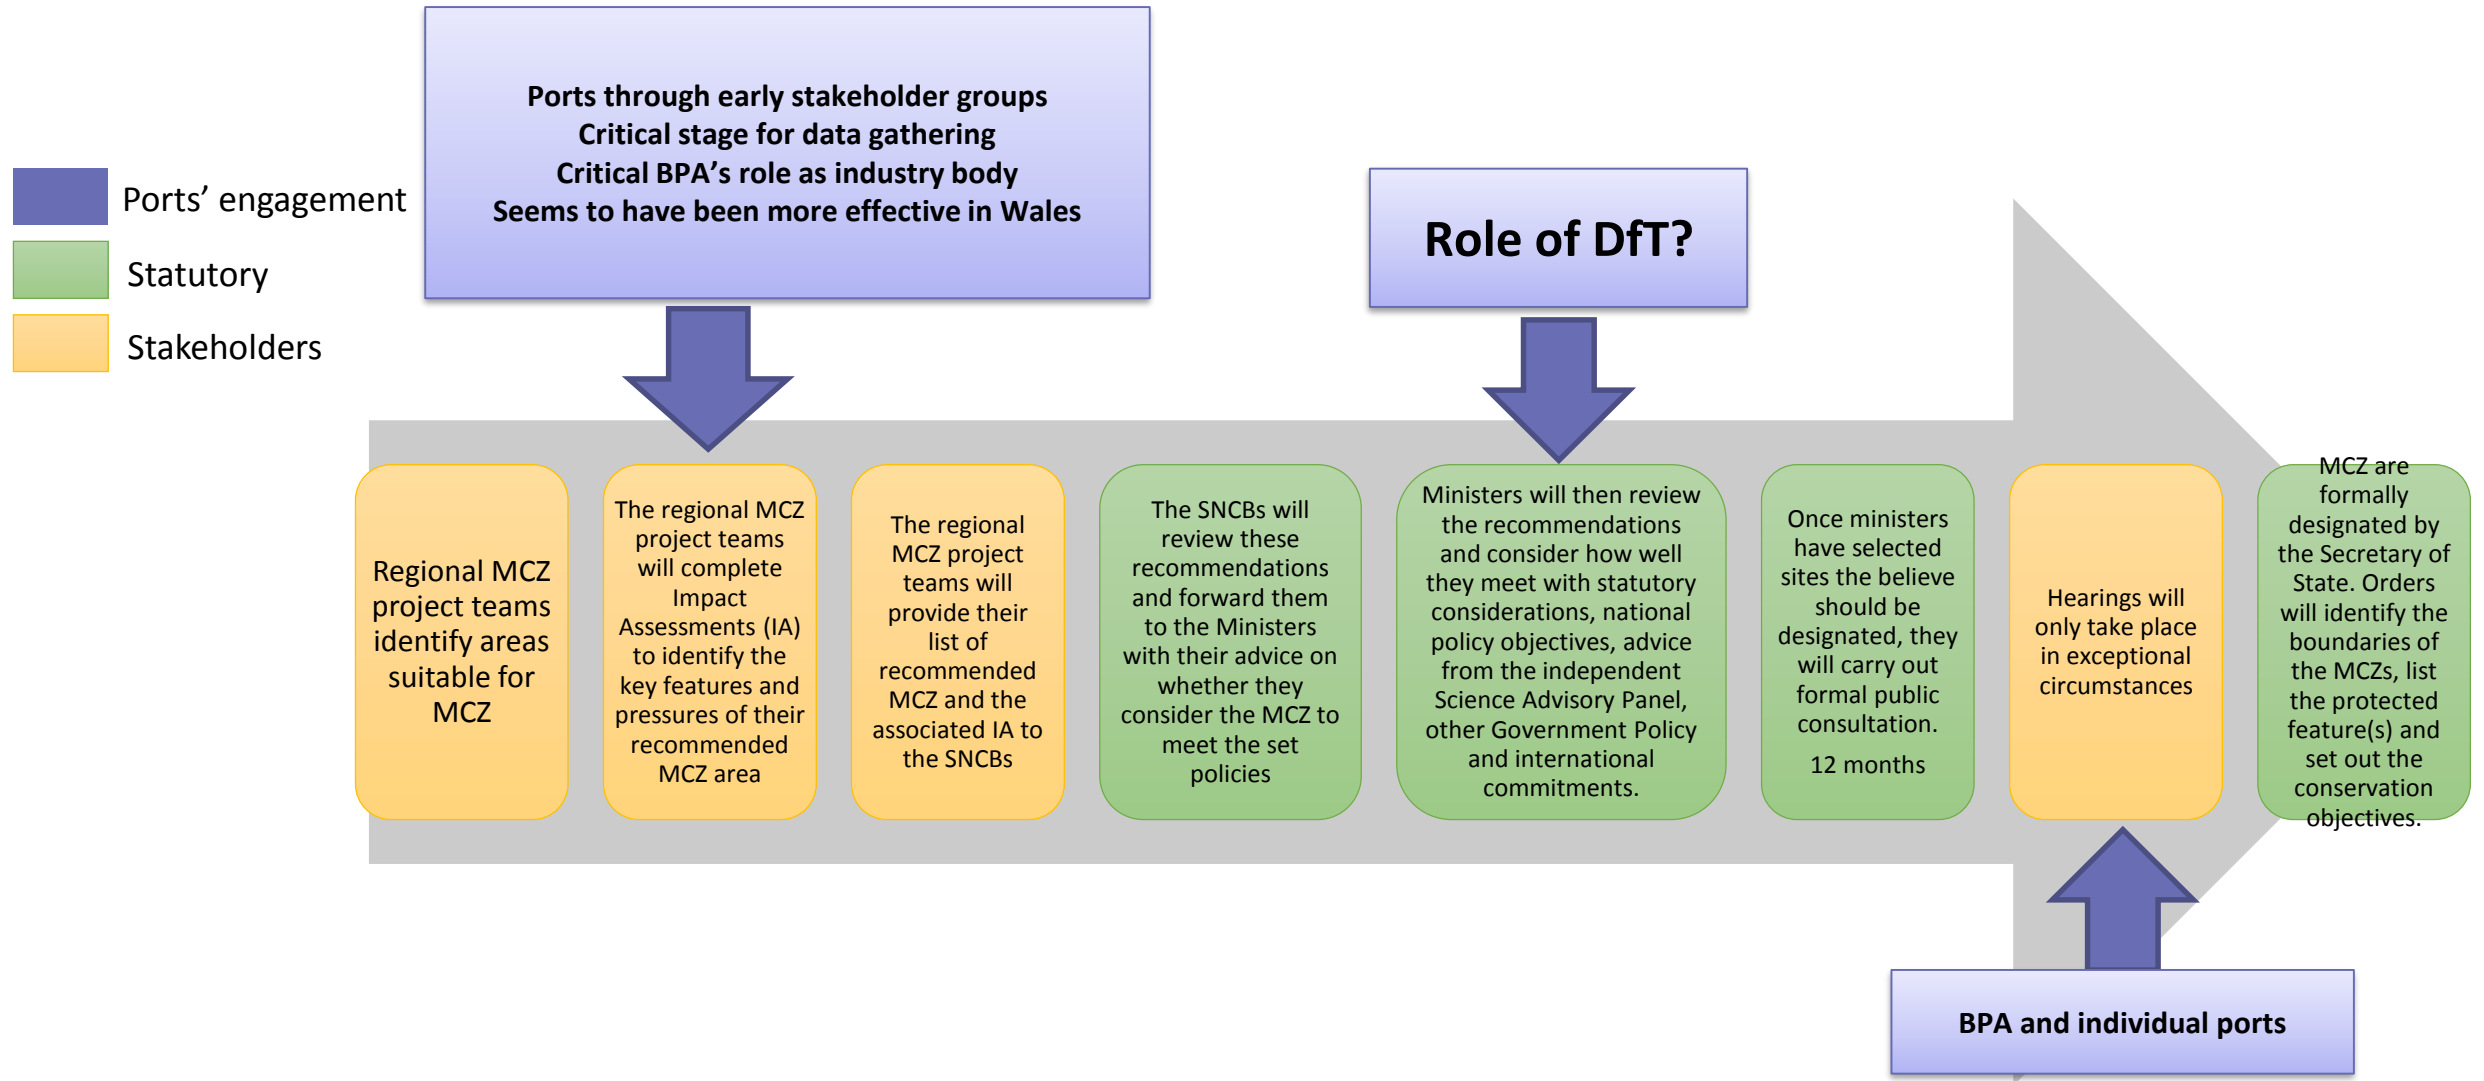 Ports through early stakeholder groups
Critical stage for data gathering
Critical BPA's role as industry body
Seems to have been more effective in Wales
Role of DfT?
Ports' engagement
Statutory
Stakeholders
Regional MCZ
project teams
identify areas
suitable for
MCZ
The regional MCZ
project teams
will complete
Impact
Assessments (IA)
to identify the
key features and
pressures of their
recommended
MCZ area
The regional
MCZ project
teams will
provide their
list of
recommended
MCZ and the
associated IA to
the SNCBs
The SNCBs will
review these
recommendations
and forward them
to the Ministers
with their advice on
whether they
consider the MCZ to
meet the set
policies
Ministers will then review
the recommendations
and consider how well
they meet with statutory
considerations, national
policy objectives, advice
from the independent
Science Advisory Panel,
other Government Policy
and international
commitments.
Once ministers
have selected
sites the believe
should be
designated, they
will carry out
formal public
consultation.
12 months
Hearings will
only take place
in exceptional
circumstances
MCZ are
formally
designated by
the Secretary of
State. Orders
will identify the
boundaries of
the MCZs, list
the protected
feature(s) and
set out the
conservation
objectives.
BPA and individual ports